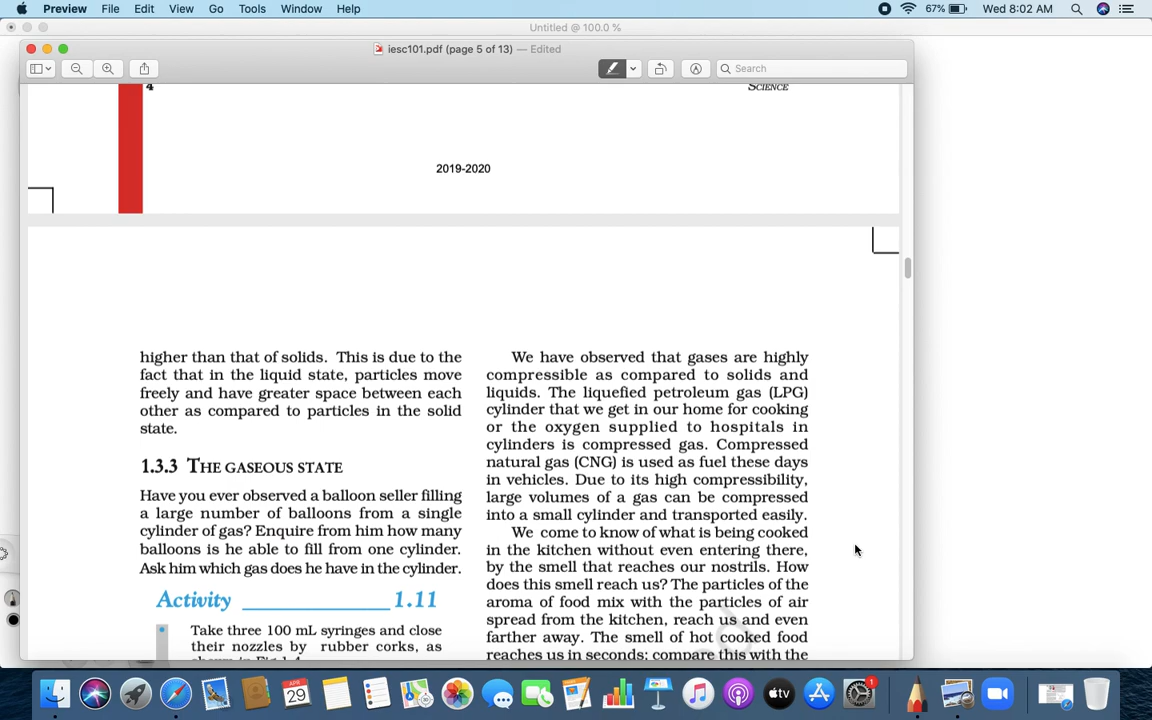 Preview File Edit View Go Tools Window Help 67% Wed 8:02 AM
Untitled @ 100.0 %
iesc101.pdf (page 5 of 13) — Edited
Search
4
SCIENCE
2019-2020
higher than that of solids. This is due to the
fact that in the liquid state, particles move
freely and have greater space between each
other as compared to particles in the solid
state.
1.3.3 THE GASEOUS STATE
Have you ever observed a balloon seller filling
a large number of balloons from a single
cylinder of gas? Enquire from him how many
balloons is he able to fill from one cylinder.
Ask him which gas does he have in the cylinder.
Activity ______________ 1.11
Take three 100 mL syringes and close
their nozzles by rubber corks, as
shown in Fig.1.4.
We have observed that gases are highly
compressible as compared to solids and
liquids. The liquefied petroleum gas (LPG)
cylinder that we get in our home for cooking
or the oxygen supplied to hospitals in
cylinders is compressed gas. Compressed
natural gas (CNG) is used as fuel these days
in vehicles. Due to its high compressibility,
large volumes of a gas can be compressed
into a small cylinder and transported easily.
We come to know of what is being cooked
in the kitchen without even entering there,
by the smell that reaches our nostrils. How
does this smell reach us? The particles of the
aroma of food mix with the particles of air
spread from the kitchen, reach us and even
farther away. The smell of hot cooked food
reaches us in seconds; compare this with the
APR
29
tv
1